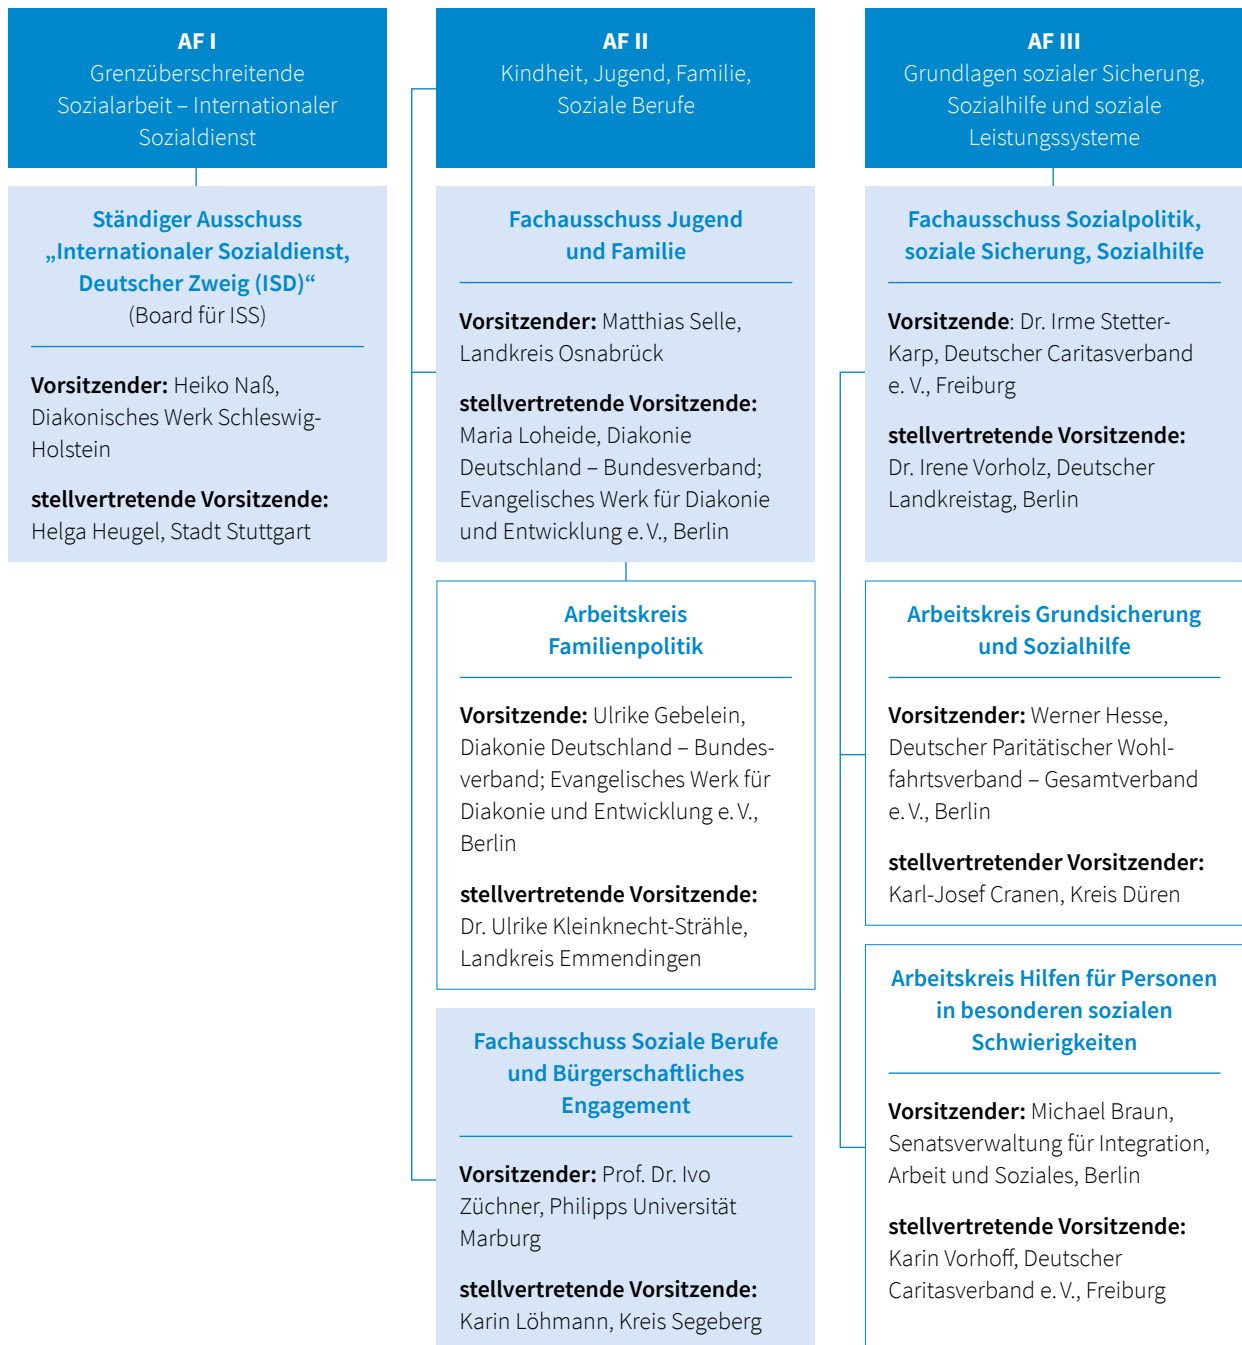 AF I
Grenzüberschreitende
Sozialarbeit – Internationaler
Sozialdienst
Ständiger Ausschuss
„Internationaler Sozialdienst,
Deutscher Zweig (ISD)“
(Board für ISS)
Vorsitzender: Heiko Naß,
Diakonisches Werk Schleswig-
Holstein
stellvertretende Vorsitzende:
Helga Heugel, Stadt Stuttgart
AF II
Kindheit, Jugend, Familie,
Soziale Berufe
Fachausschuss Jugend
und Familie
Vorsitzender: Matthias Selle,
Landkreis Osnabrück
stellvertretende Vorsitzende:
Maria Loheide, Diakonie
Deutschland – Bundesverband;
Evangelisches Werk für Diakonie
und Entwicklung e. V., Berlin
Arbeitskreis
Familienpolitik
Vorsitzende: Ulrike Gebelein,
Diakonie Deutschland – Bundes-
verband; Evangelisches Werk für
Diakonie und Entwicklung e. V.,
Berlin
stellvertretende Vorsitzende:
Dr. Ulrike Kleinknecht-Strähle,
Landkreis Emmendingen
Fachausschuss Soziale Berufe
und Bürgerschaftliches
Engagement
Vorsitzender: Prof. Dr. Ivo
Züchner, Philipps Universität
Marburg
stellvertretende Vorsitzende:
Karin Löhmann, Kreis Segeberg
AF III
Grundlagen sozialer Sicherung,
Sozialhilfe und soziale
Leistungssysteme
Fachausschuss Sozialpolitik,
soziale Sicherung, Sozialhilfe
Vorsitzende: Dr. Irme Stetter-
Karp, Deutscher Caritasverband
e. V., Freiburg
stellvertretende Vorsitzende:
Dr. Irene Vorholz, Deutscher
Landkreistag, Berlin
Arbeitskreis Grundsicherung
und Sozialhilfe
Vorsitzender: Werner Hesse,
Deutscher Paritätischer Wohl-
fahrtsverband – Gesamtverband
e. V., Berlin
stellvertretender Vorsitzender:
Karl-Josef Cranen, Kreis Düren
Arbeitskreis Hilfen für Personen
in besonderen sozialen
Schwierigkeiten
Vorsitzender: Michael Braun,
Senatsverwaltung für Integration,
Arbeit und Soziales, Berlin
stellvertretende Vorsitzende:
Karin Vorhoff, Deutscher
Caritasverband e. V., Freiburg